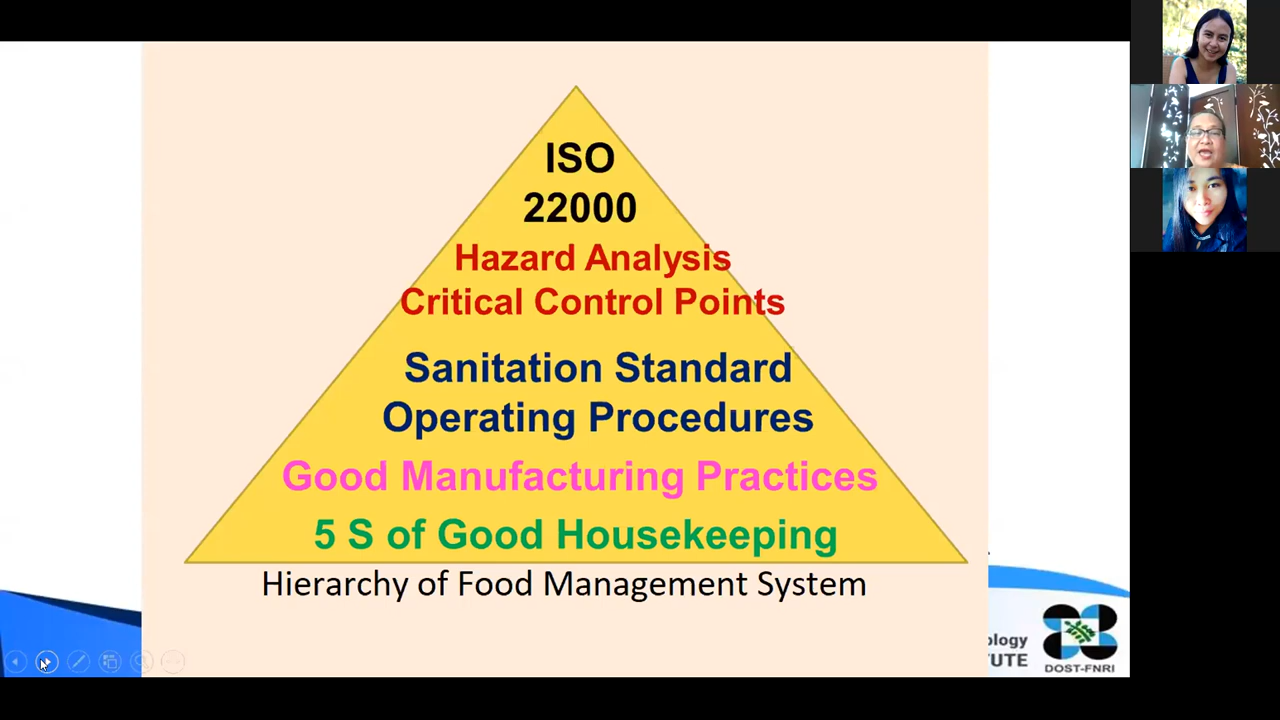 ISO
22000
Hazard Analysis
Critical Control Points
Sanitation Standard
Operating Procedures
Good Manufacturing Practices
5 S of Good Housekeeping
Hierarchy of Food Management System
ology
UTE
DOST-FNRI